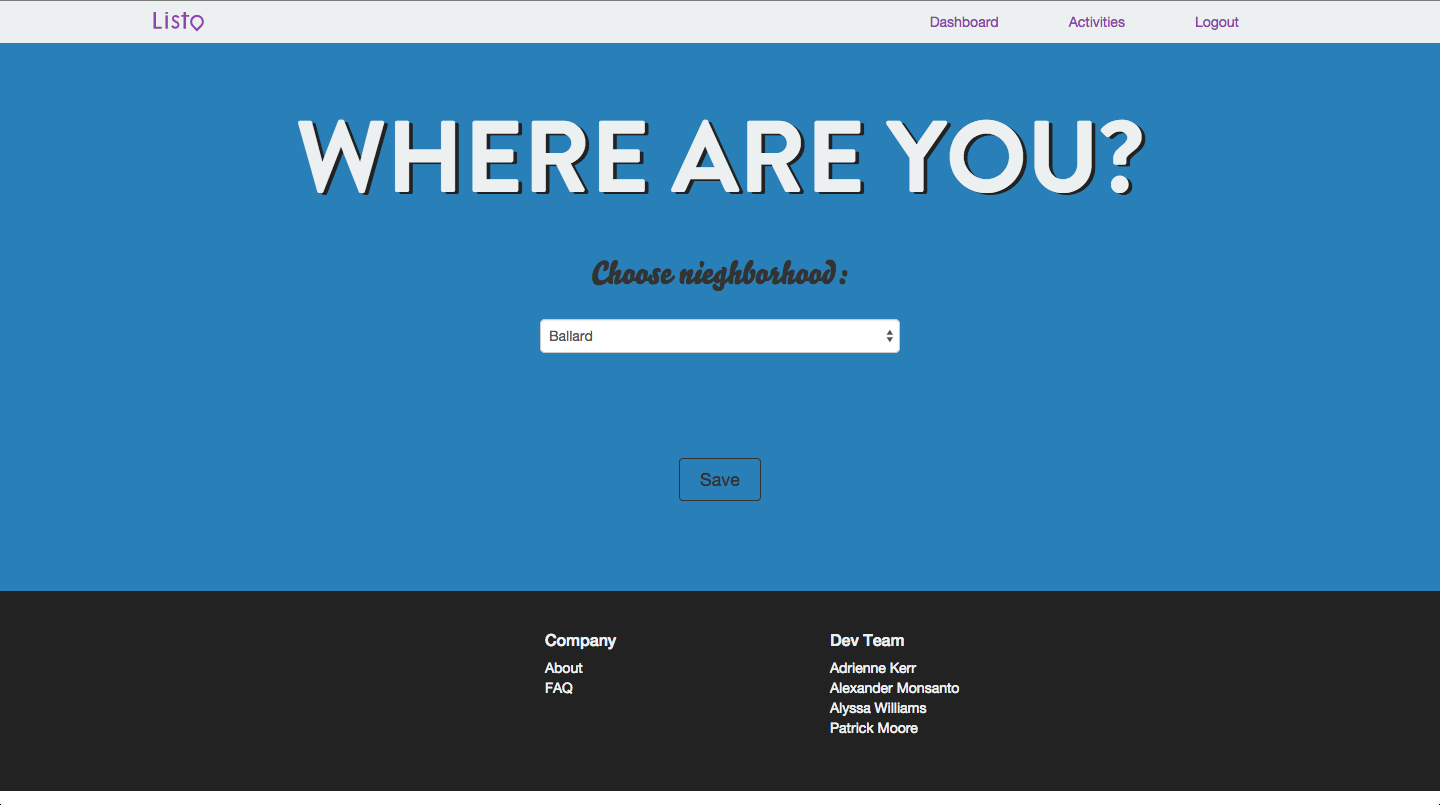 Listo
Dashboard
Activities
Logout
WHERE ARE YOU?
Choose nieghborhood:
Ballard
Save
Company
About
FAQ
Dev Team
Adrienne Kerr
Alexander Monsanto
Alyssa Williams
Patrick Moore